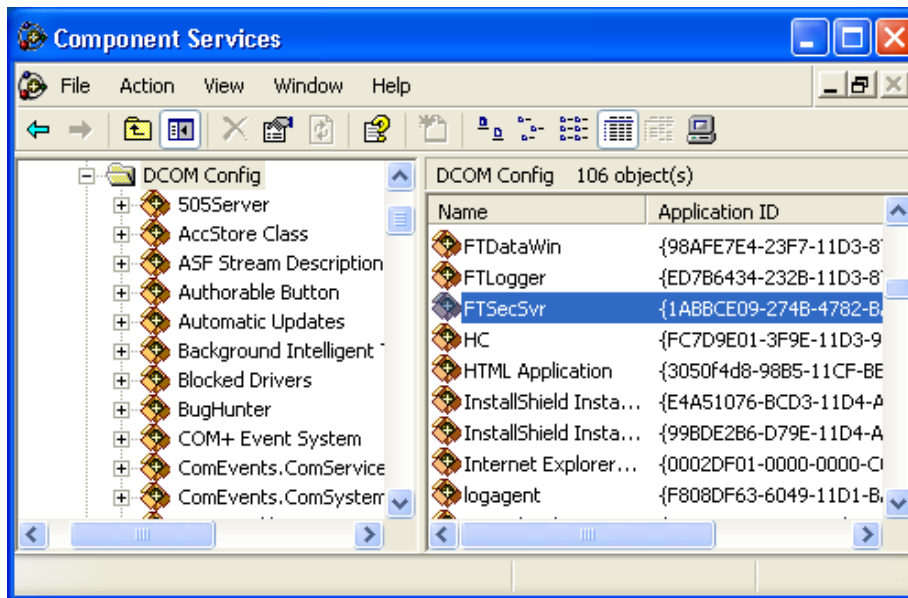 Component Services
File Action View Window Help
DCOM Config
505Server
AccStore Class
ASF Stream Description
Authorable Button
Automatic Updates
Background Intelligent
Blocked Drivers
BugHunter
COM+ Event System
ComEvents.ComService
ComEvents.ComSystem
DCOM Config 106 object(s)
Name Application ID
FTDataWin {98AFE7E4-23F7-11D3-8
FTLogger {ED7B6434-232B-11D3-8
FTSecSvr {1ABBCE09-274B-4782-B
HC {FC7D9E01-3F9E-11D3-9
HTML Application {3050f4d8-98B5-11CF-BE
InstallShield Insta... {E4A51076-BCD3-11D4-A
InstallShield Insta... {99BDE2B6-D79E-11D4-A
Internet Explorer... {0002DF01-0000-0000-C
logagent {F808DF63-6049-11D1-B